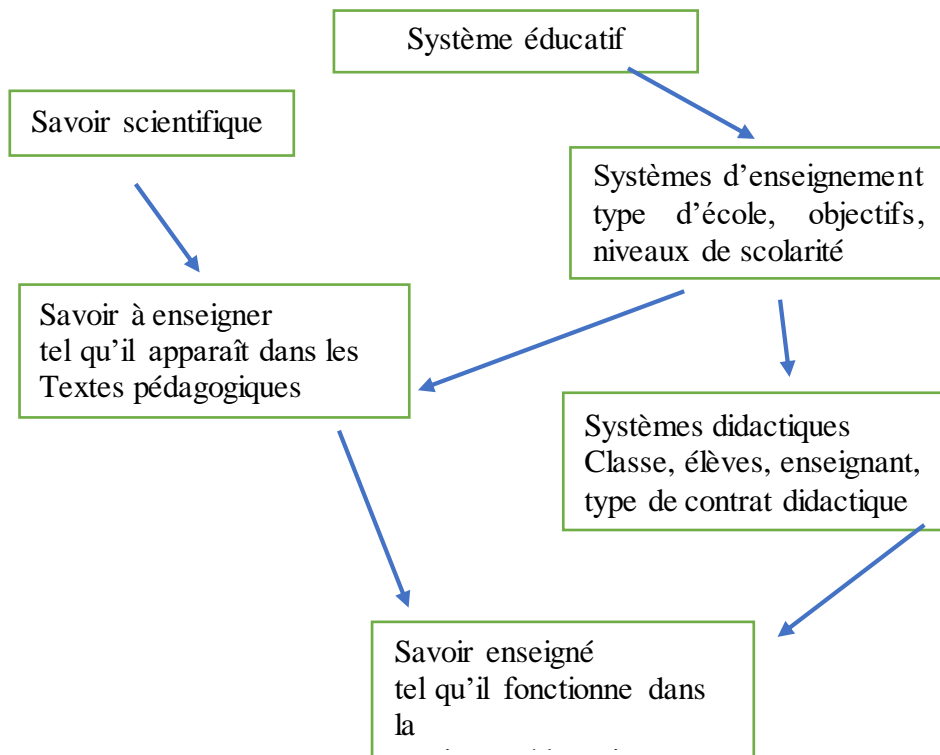 Système éducatif
Savoir scientifique
Systèmes d'enseignement
type d'école, objectifs,
niveaux de scolarité
Savoir à enseigner
tel qu'il apparaît dans les
Textes pédagogiques
Systèmes didactiques
Classe, élèves, enseignant,
type de contrat didactique
Savoir enseigné
tel qu'il fonctionne dans
la